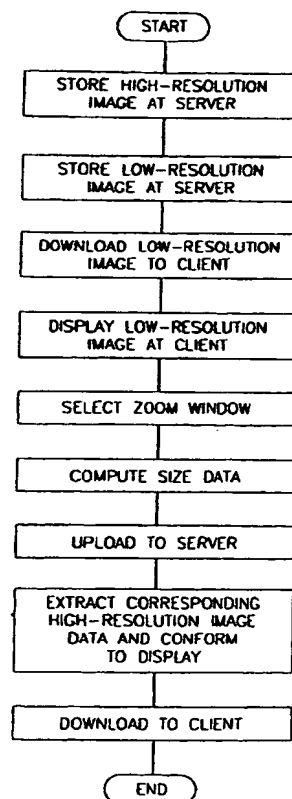 START
STORE HIGH-RESOLUTION
IMAGE AT SERVER
STORE LOW-RESOLUTION
IMAGE AT SERVER
DOWNLOAD LOW-RESOLUTION
IMAGE TO CLIENT
DISPLAY LOW-RESOLUTION
IMAGE AT CLIENT
SELECT ZOOM WINDOW
COMPUTE SIZE DATA
UPLOAD TO SERVER
EXTRACT CORRESPONDING
HIGH-RESOLUTION IMAGE
DATA AND CONFORM
TO DISPLAY
DOWNLOAD TO CLIENT
END